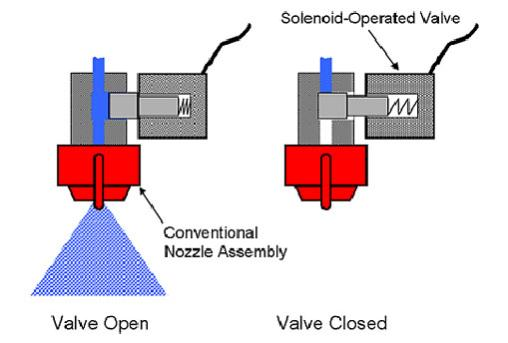 Solenoid-Operated Valve
Conventional
Nozzle Assembly
Valve Open
Valve Closed